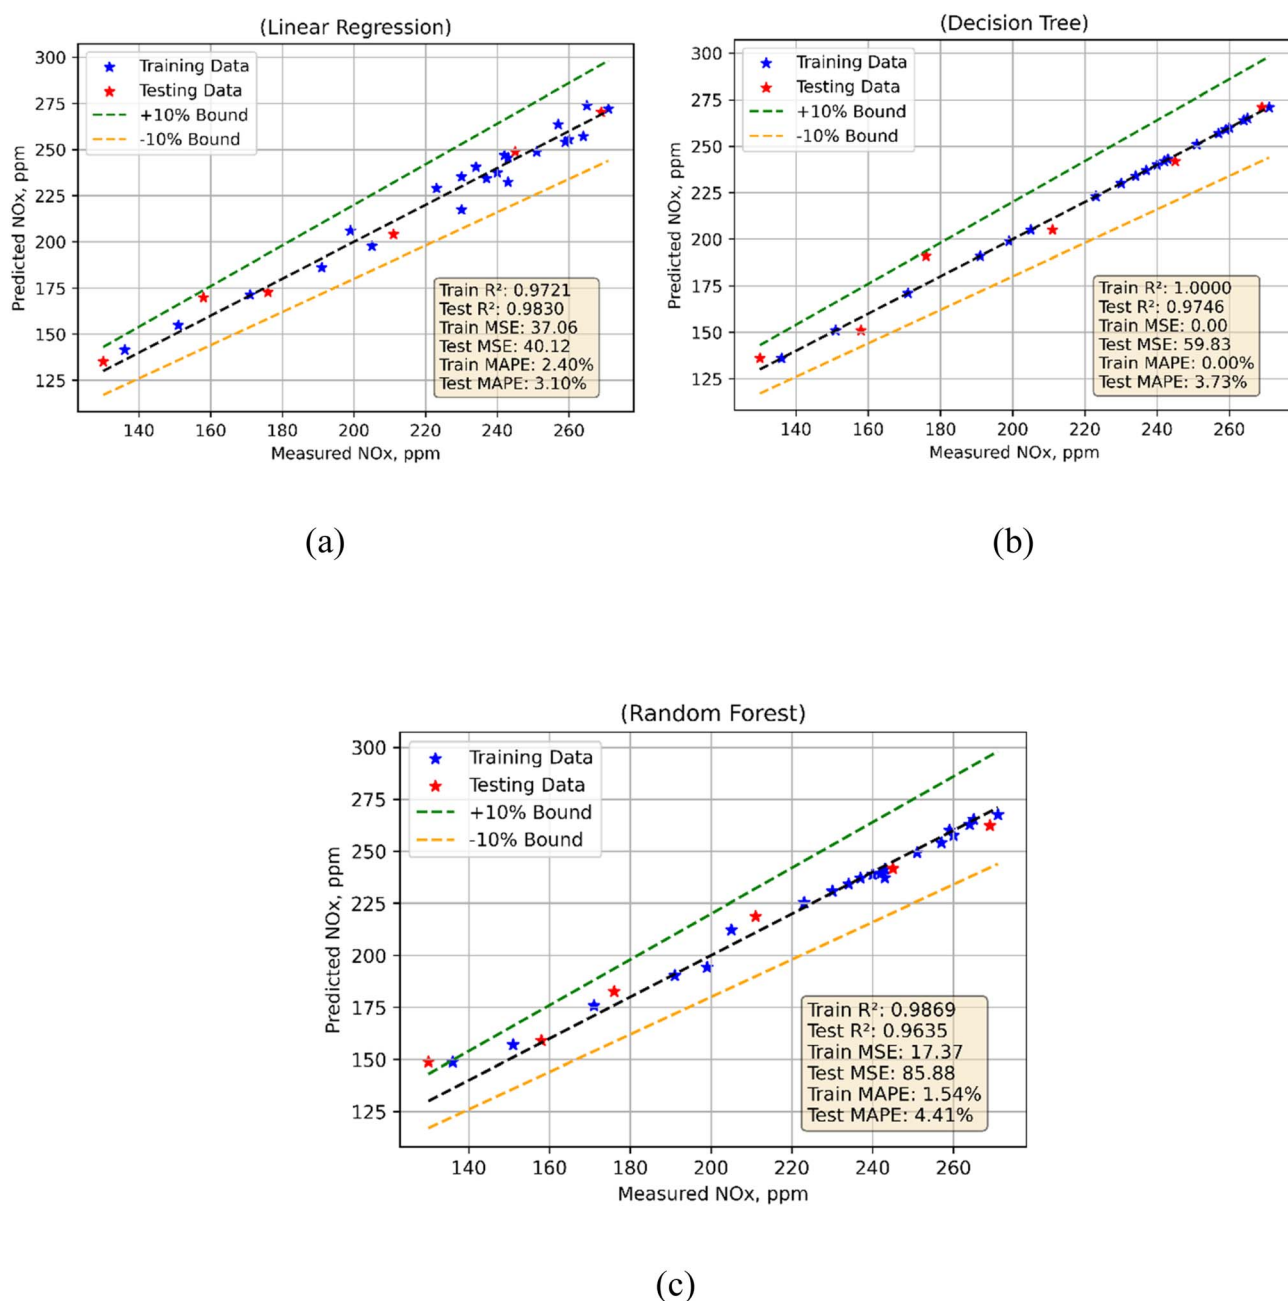 (Linear Regression)
300
275
250
225
200
175
150
125
Predicted NOx, ppm
Training Data
Testing Data
+10% Bound
-10% Bound
Train R²: 0.9721
Test R²: 0.9830
Train MSE: 37.06
Test MSE: 40.12
Train MAPE: 2.40%
Test MAPE: 3.10%
140 160 180 200 220 240 260
Measured NOx, ppm
(a)
(Decision Tree)
300
275
250
225
200
175
150
125
Predicted NOx, ppm
Training Data
Testing Data
+10% Bound
-10% Bound
Train R²: 1.0000
Test R²: 0.9746
Train MSE: 0.00
Test MSE: 59.83
Train MAPE: 0.00%
Test MAPE: 3.73%
140 160 180 200 220 240 260
Measured NOx, ppm
(b)
(Random Forest)
300
275
250
225
200
175
150
125
Predicted NOx, ppm
Training Data
Testing Data
+10% Bound
-10% Bound
Train R²: 0.9869
Test R²: 0.9635
Train MSE: 17.37
Test MSE: 85.88
Train MAPE: 1.54%
Test MAPE: 4.41%
140 160 180 200 220 240 260
Measured NOx, ppm
(c)